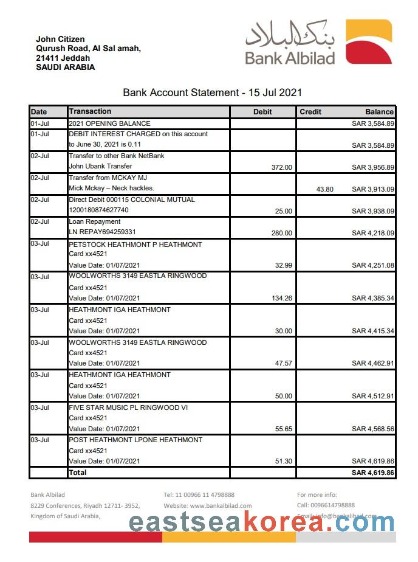 John Citizen
Qurush Road, Al Sal amah,
21411 Jeddah
SAUDI ARABIA
بنك البلاد
Bank Albilad
Bank Account Statement - 15 Jul 2021
Date Transaction Debit Credit Balance
01-Jul 2021 OPENING BALANCE SAR 3,584.89
01-Jul DEBIT INTEREST CHARGED on this account
to June 30, 2021 is 0.11 SAR 3,584.89
02-Jul Transfer to other Bank NetBank
John Ubank Transfer 372.00 SAR 3,956.89
02-Jul Transfer from MCKAY MJ
Mick Mckay – Neck hackles. 43.80 SAR 3,913.09
02-Jul Direct Debit 000115 COLONIAL MUTUAL
1200180874627740 25.00 SAR 3,938.09
02-Jul Loan Repayment
LN REPAY694259331 280.00 SAR 4,218.09
03-Jul PETSTOCK HEATHMONT P HEATHMONT
Card xx4521
Value Date: 01/07/2021 32.99 SAR 4,251.08
03-Jul WOOLWORTHS 3149 EASTLA RINGWOOD
Card xx4521
Value Date: 01/07/2021 134.26 SAR 4,385.34
03-Jul HEATHMONT IGA HEATHMONT
Card xx4521
Value Date: 01/07/2021 30.00 SAR 4,415.34
03-Jul WOOLWORTHS 3149 EASTLA RINGWOOD
Card xx4521
Value Date: 01/07/2021 47.57 SAR 4,462.91
03-Jul HEATHMONT IGA HEATHMONT
Card xx4521
Value Date: 01/07/2021 50.00 SAR 4,512.91
03-Jul FIVE STAR MUSIC PL RINGWOOD VI
Card xx4521
Value Date: 01/07/2021 55.65 SAR 4,568.56
03-Jul POST HEATHMONT LPONE HEATHMONT
Card xx4521
Value Date: 01/07/2021 51.30 SAR 4,619.86
Total SAR 4,619.86
Bank Albilad Tel: 11 00966 11 4798888 For more info:
8229 Conferences, Riyadh 12711- 3952, Website: www.bankalbilad.com Call: 0096614798888
Kingdom of Saudi Arabia,
eastseakorea.com